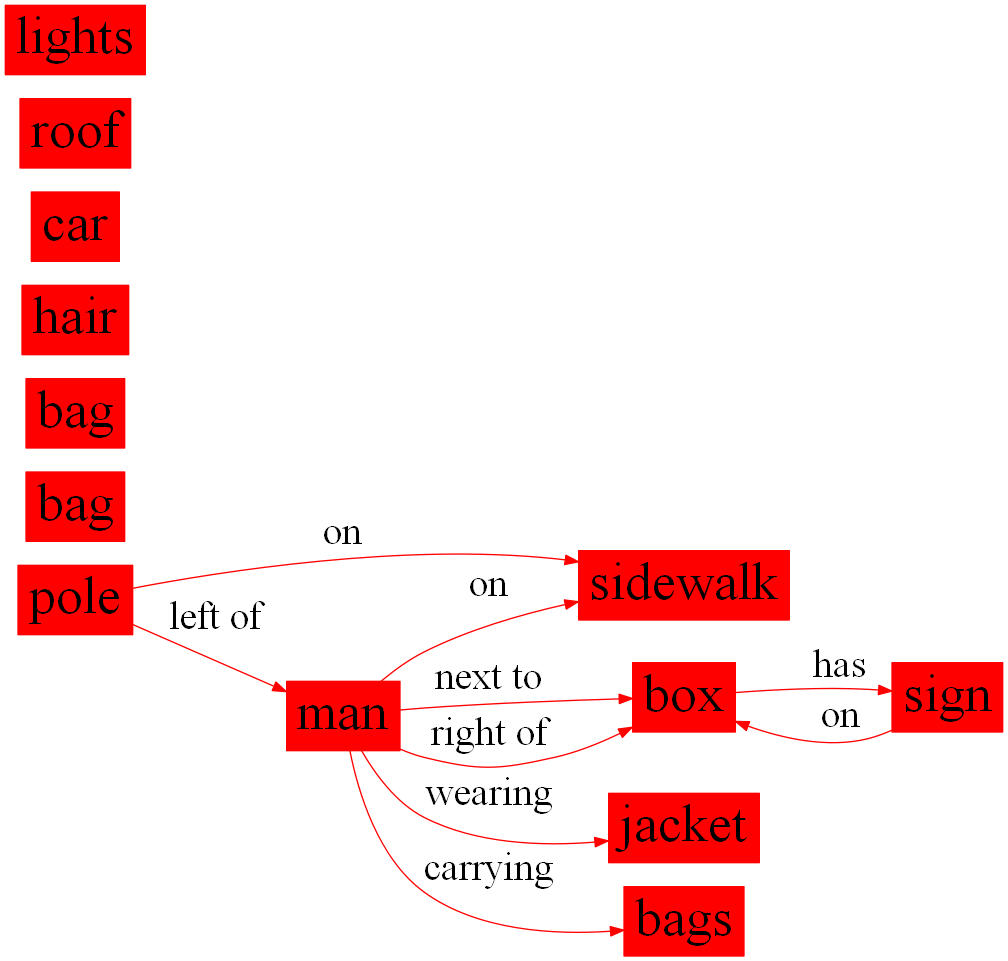 lights
roof
car
hair
bag
bag
pole
on
left of
on
sidewalk
man
next to
right of
box
has
on
sign
wearing
jacket
carrying
bags